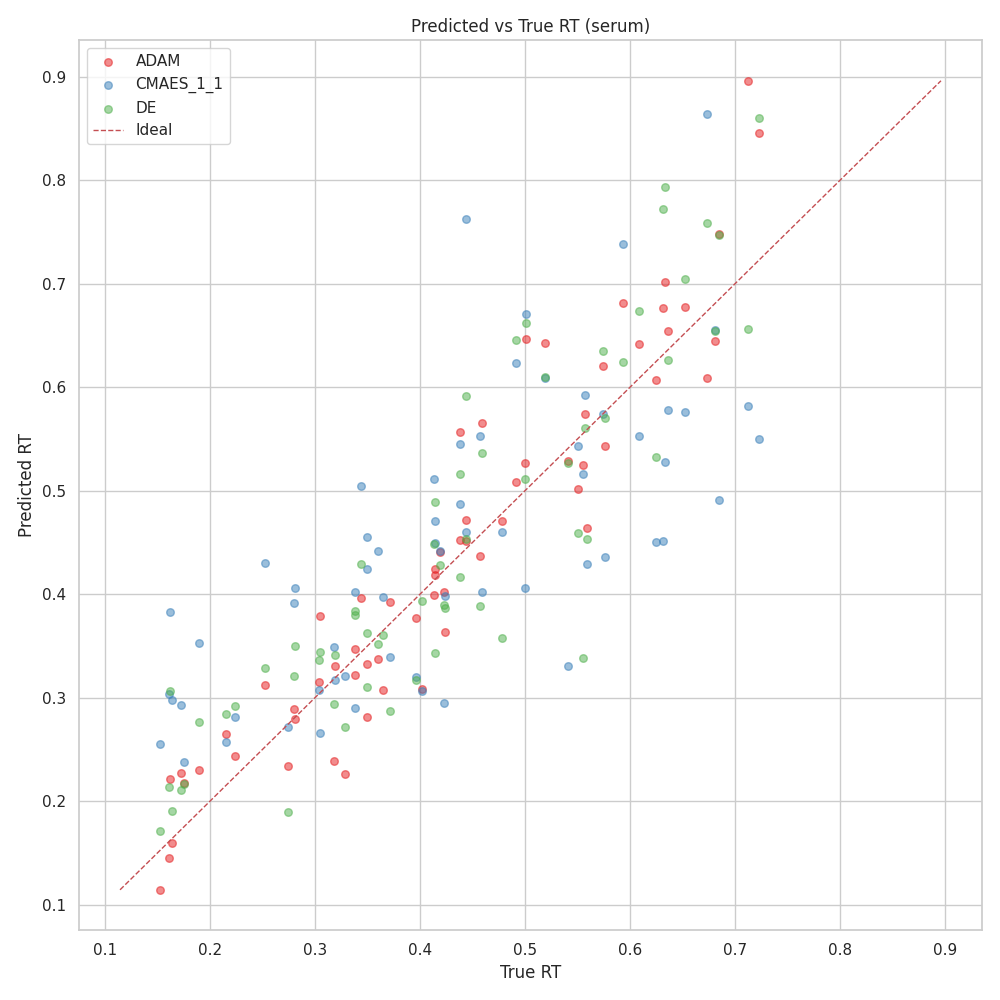 Predicted vs True RT (serum)
ADAM
CMAES_1_1
DE
Ideal
Predicted RT
0.9
0.8
0.7
0.6
0.5
0.4
0.3
0.2
0.1
0.1 0.2 0.3 0.4 0.5 0.6 0.7 0.8 0.9
True RT